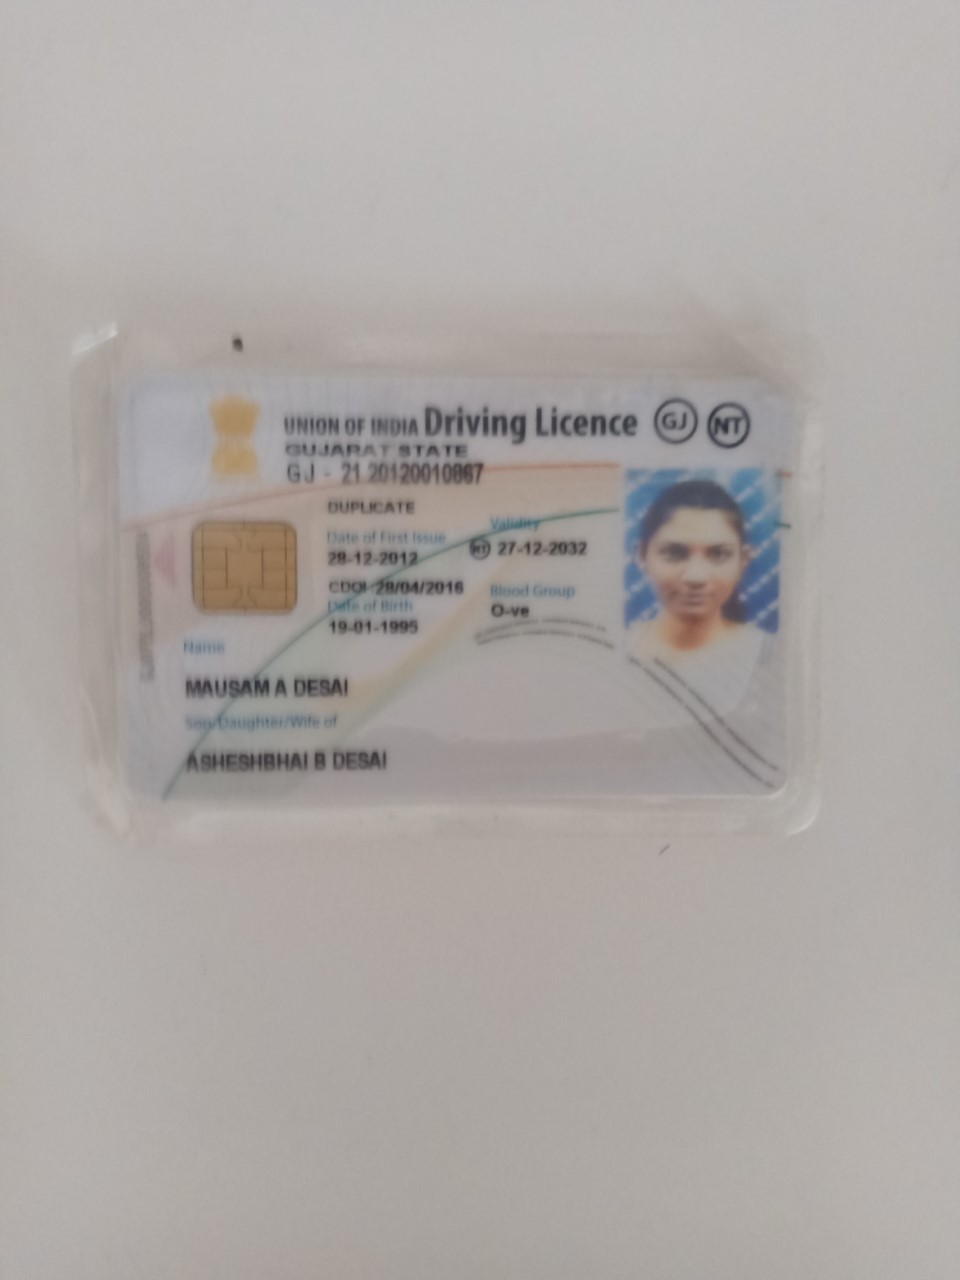 UNION OF INDIA Driving Licence GJ NT
GUJARAT STATE
GJ - 21 20120010867
DUPLICATE
Date of First Issue
28-12-2012
Validity
NT 27-12-2032
CDOI 28/04/2016
Date of Birth
19-01-1995
Blood Group
O-ve
Name
MAUSAM A DESAI
Son/Daughter/Wife of
ASHESHBHAI B DESAI